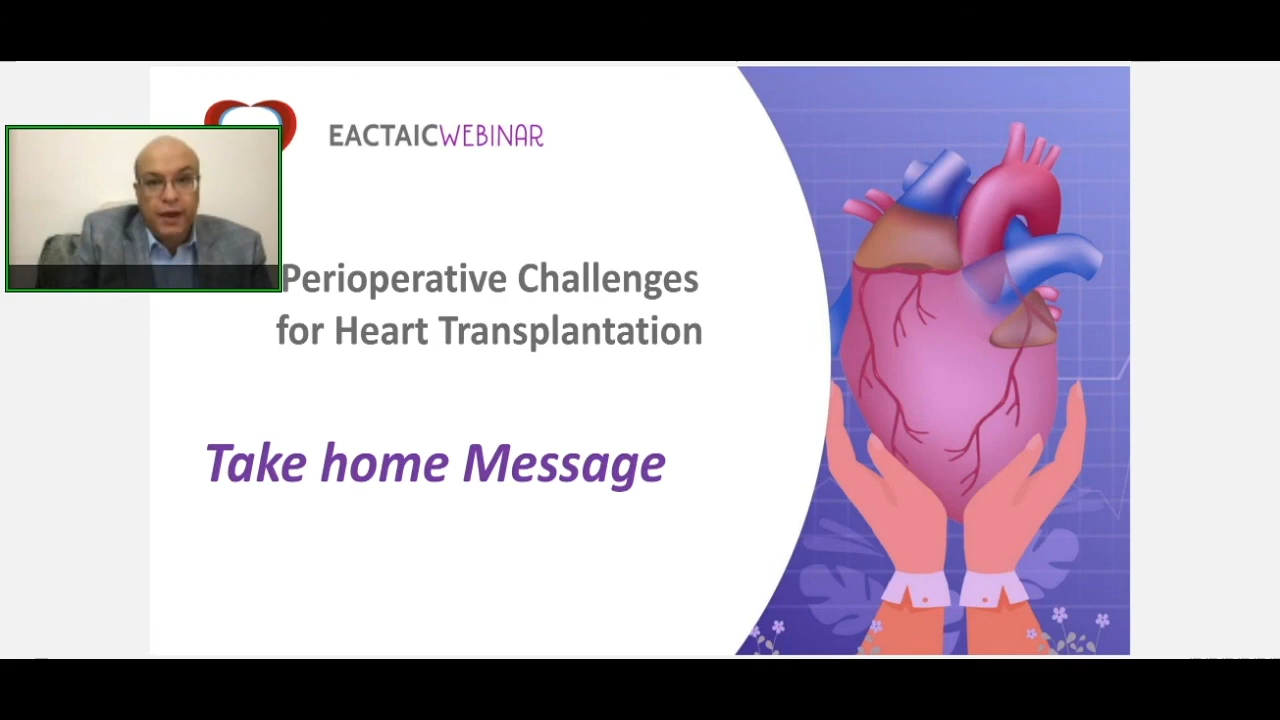 EACTAICWEBINAR
Perioperative Challenges
for Heart Transplantation
Take home Message